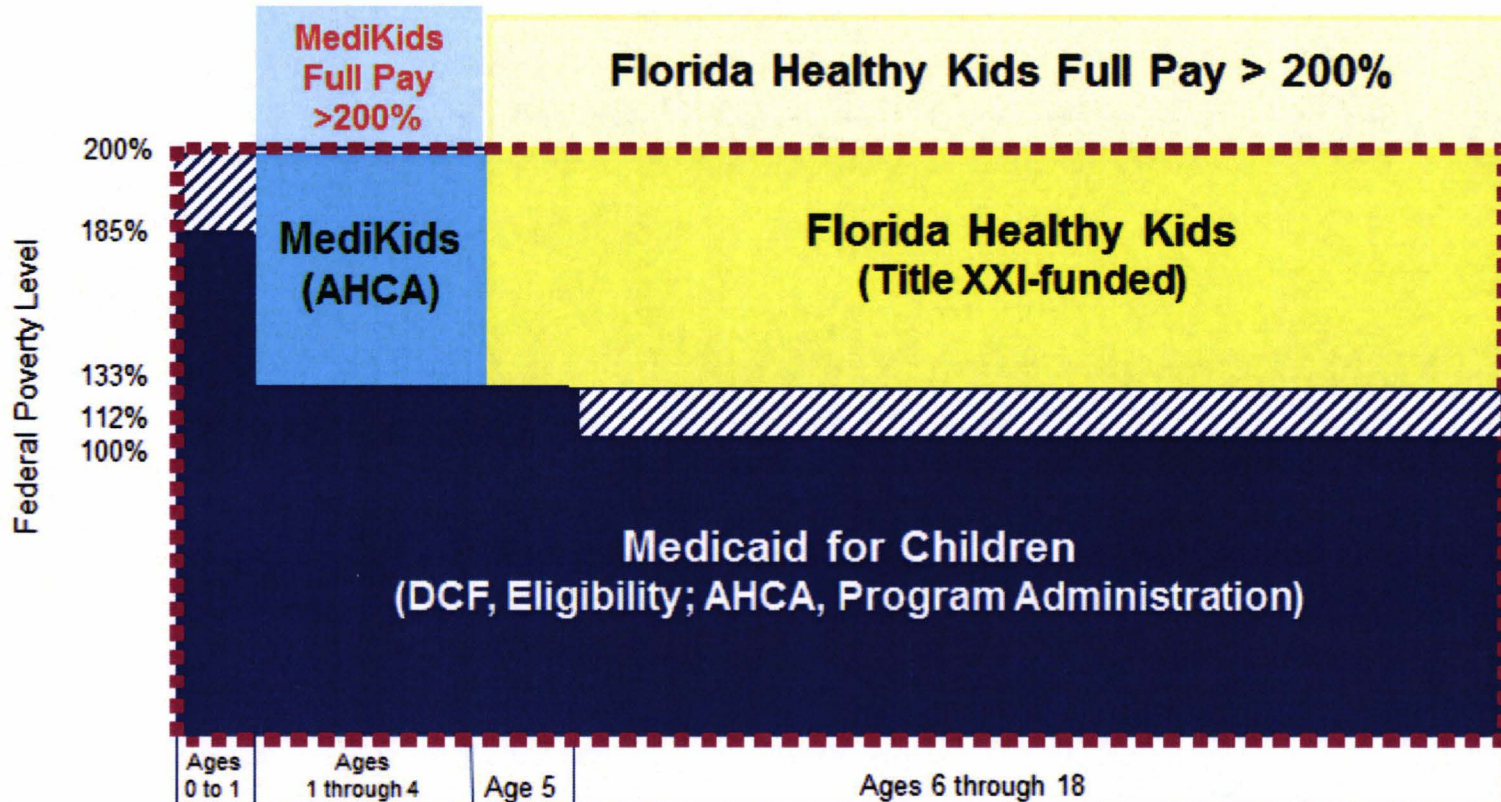 MediKids
Full Pay
>200%
Florida Healthy Kids Full Pay > 200%
200%
185%
133%
112%
100%
Federal Poverty Level
MediKids
(AHCA)
Florida Healthy Kids
(Title XXI-funded)
Medicaid for Children
(DCF, Eligibility; AHCA, Program Administration)
Ages
0 to 1
Ages
1 through 4
Age 5
Ages 6 through 18